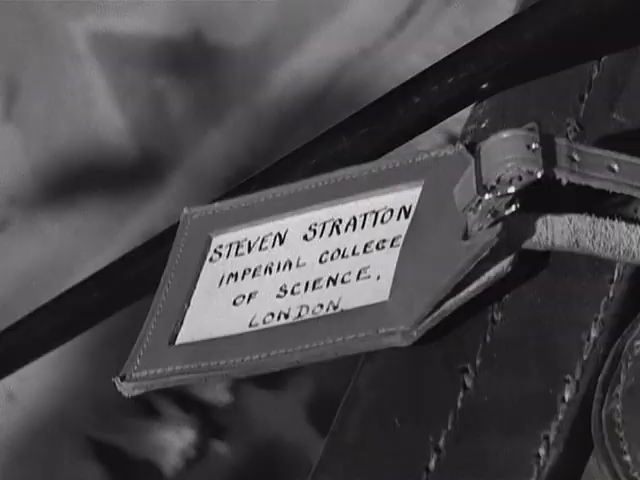 STEVEN STRATTON
IMPERIAL COLLEGE
OF SCIENCE,
LONDON